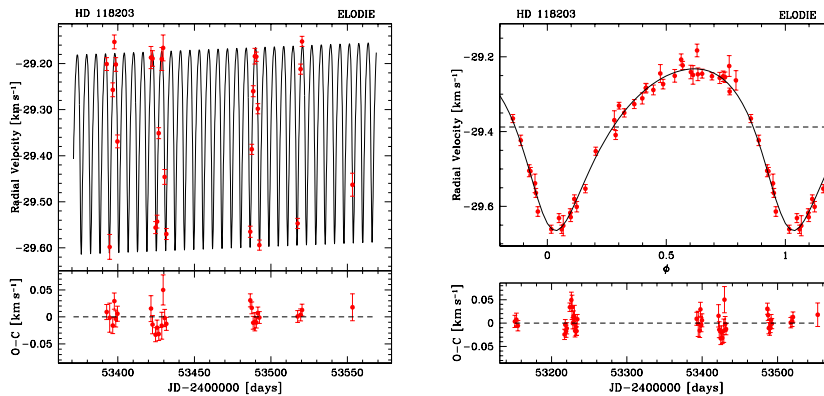 HD 118203 ELODIE
Radial Velocity [km s⁻¹]
−29.20
−29.30
−29.40
−29.50
−29.60
O−C [km s⁻¹]
0.05
0
−0.05
53400 53450 53500 53550
JD−2400000 [days]
HD 118203 ELODIE
Radial Velocity [km s⁻¹]
−29.2
−29.4
−29.6
0 0.5 1
ϕ
O−C [km s⁻¹]
0.05
0
−0.05
53200 53300 53400 53500
JD−2400000 [days]